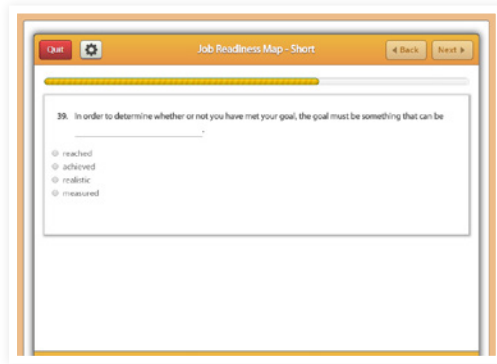 Quit
Job Readiness Map - Short
Back
Next
39. In order to determine whether or not you have met your goal, the goal must be something that can be
____________________.
reached
achieved
realistic
measured